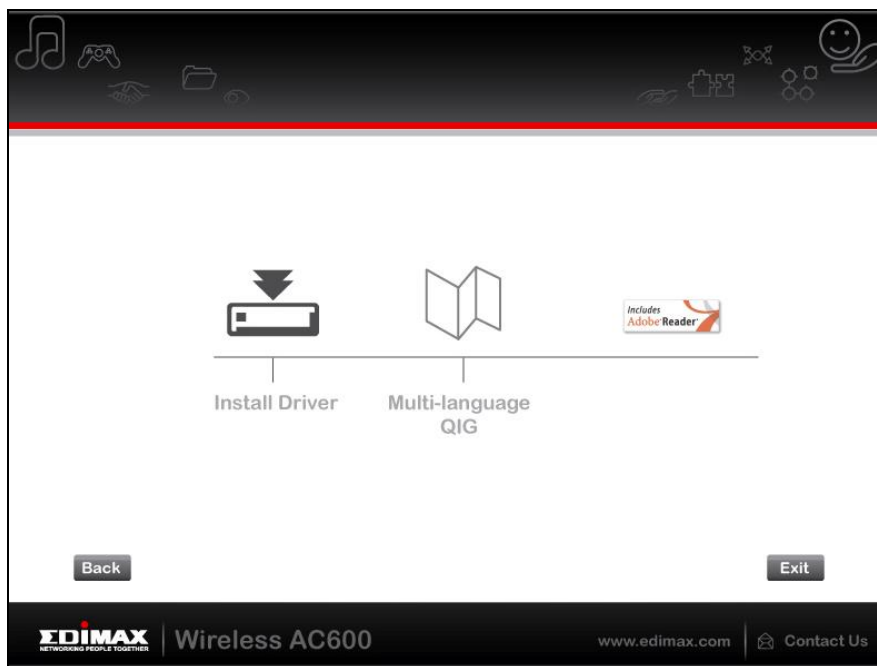 Includes
Adobe Reader
Install Driver
Multi-language
QIG
Back
Exit
EDIMAX
NETWORKING PEOPLE TOGETHER
Wireless AC600
www.edimax.com
Contact Us